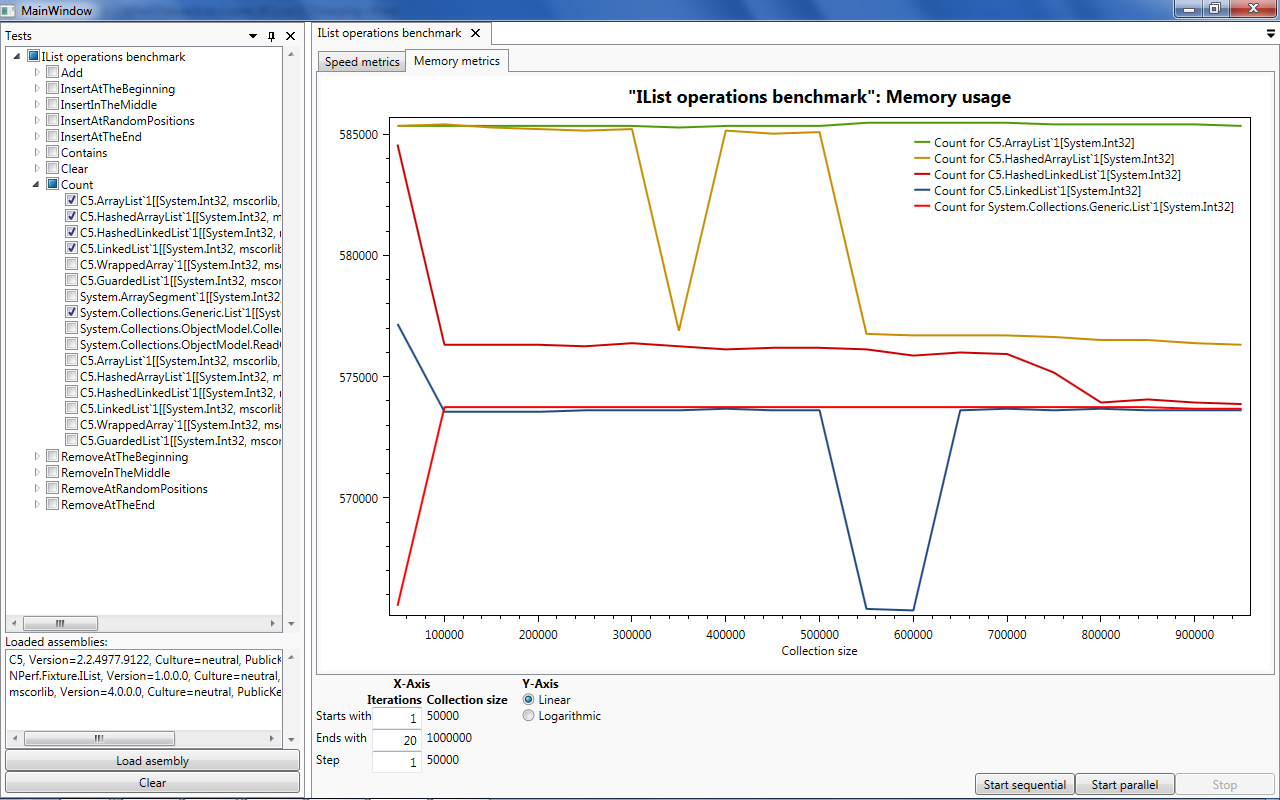 MainWindow
Tests
IList operations benchmark
Add
InsertAtTheBeginning
InsertInTheMiddle
InsertAtRandomPositions
InsertAtTheEnd
Contains
Clear
Count
C5.ArrayList`1[[System.Int32, mscorlib,
C5.HashedArrayList`1[[System.Int32, m
C5.HashedLinkedList`1[[System.Int32, 
C5.LinkedList`1[[System.Int32, mscorlib
C5.WrappedArray`1[[System.Int32, ms
C5.GuardedList`1[[System.Int32, mscor
System.ArraySegment`1[[System.Int32,
System.Collections.Generic.List`1[[Syst
System.Collections.ObjectModel.Colle
System.Collections.ObjectModel.Read
C5.ArrayList`1[[System.Int32, mscorlib,
C5.HashedArrayList`1[[System.Int32, m
C5.HashedLinkedList`1[[System.Int32, 
C5.LinkedList`1[[System.Int32, mscorlib
C5.WrappedArray`1[[System.Int32, ms
C5.GuardedList`1[[System.Int32, mscor
RemoveAtTheBeginning
RemoveInTheMiddle
RemoveAtRandomPositions
RemoveAtTheEnd
Loaded assemblies:
C5, Version=2.2.4977.9122, Culture=neutral, PublicK
NPerf.Fixture.IList, Version=1.0.0.0, Culture=neutral,
mscorlib, Version=4.0.0.0, Culture=neutral, PublicKe
Load asembly
Clear
IList operations benchmark
Speed metrics
Memory metrics
"IList operations benchmark": Memory usage
585000
580000
575000
570000
Count for C5.ArrayList`1[System.Int32]
Count for C5.HashedArrayList`1[System.Int32]
Count for C5.HashedLinkedList`1[System.Int32]
Count for C5.LinkedList`1[System.Int32]
Count for System.Collections.Generic.List`1[System.Int32]
100000 200000 300000 400000 500000 600000 700000 800000 900000
Collection size
X-Axis Y-Axis
Iterations Collection size Linear
Starts with 1 50000 Logarithmic
Ends with 20 1000000
Step 1 50000
Start sequential Start parallel Stop